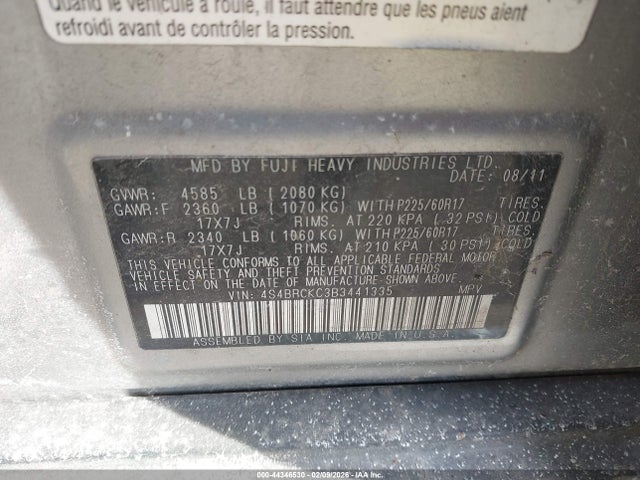 Quand le véhicule a roulé, il faut attendre que les pneus aient
refroidi avant de contrôler la pression.
MFD BY FUJI HEAVY INDUSTRIES LTD.
DATE: 08/11
GVWR: 4585 LB (2080 KG)
GAWR:F 2360 LB (1070 KG) WITH P225/60R17 TIRES.
17X7J RIMS. AT 220 KPA ( 32 PSI) COLD
GAWR:R 2340 LB (1060 KG) WITH P225/60R17 TIRES.
17X7J RIMS. AT 210 KPA ( 30 PSI) COLD
THIS VEHICLE CONFORMS TO ALL APPLICABLE FEDERAL MOTOR
VEHICLE SAFETY AND THEFT PREVENTION STANDARDS IN EFFECT
ON THE DATE OF MANUFACTURE SHOWN ABOVE.
VIN: 4S4BRCKC3B3441335 MPV
ASSEMBLED BY SIA INC. MADE IN U.S.A.
000-44346530 - 02/09/2026 - IAA Inc.